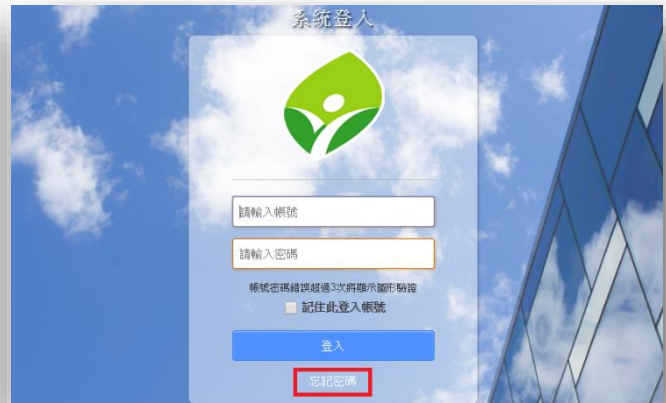 系統登入
請輸入帳號
請輸入密碼
帳號密碼錯誤超過3次將顯示圖形驗證
記住此登入帳號
登入
忘記密碼